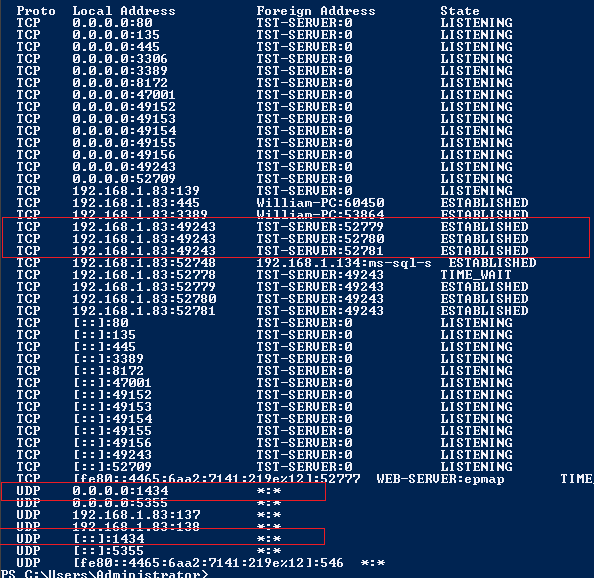 Proto Local Address Foreign Address State
TCP 0.0.0.0:80 TST-SERVER:0 LISTENING
TCP 0.0.0.0:135 TST-SERVER:0 LISTENING
TCP 0.0.0.0:445 TST-SERVER:0 LISTENING
TCP 0.0.0.0:3306 TST-SERVER:0 LISTENING
TCP 0.0.0.0:3389 TST-SERVER:0 LISTENING
TCP 0.0.0.0:8172 TST-SERVER:0 LISTENING
TCP 0.0.0.0:47001 TST-SERVER:0 LISTENING
TCP 0.0.0.0:49152 TST-SERVER:0 LISTENING
TCP 0.0.0.0:49153 TST-SERVER:0 LISTENING
TCP 0.0.0.0:49154 TST-SERVER:0 LISTENING
TCP 0.0.0.0:49155 TST-SERVER:0 LISTENING
TCP 0.0.0.0:49156 TST-SERVER:0 LISTENING
TCP 0.0.0.0:49243 TST-SERVER:0 LISTENING
TCP 0.0.0.0:52709 TST-SERVER:0 LISTENING
TCP 192.168.1.83:139 TST-SERVER:0 LISTENING
TCP 192.168.1.83:445 William-PC:60450 ESTABLISHED
TCP 192.168.1.83:3389 William-PC:53864 ESTABLISHED
TCP 192.168.1.83:49243 TST-SERVER:52779 ESTABLISHED
TCP 192.168.1.83:49243 TST-SERVER:52780 ESTABLISHED
TCP 192.168.1.83:49243 TST-SERVER:52781 ESTABLISHED
TCP 192.168.1.83:52748 192.168.1.134:ms-sql-s ESTABLISHED
TCP 192.168.1.83:52778 TST-SERVER:49243 TIME_WAIT
TCP 192.168.1.83:52779 TST-SERVER:49243 ESTABLISHED
TCP 192.168.1.83:52780 TST-SERVER:49243 ESTABLISHED
TCP 192.168.1.83:52781 TST-SERVER:49243 ESTABLISHED
TCP [::]:80 TST-SERVER:0 LISTENING
TCP [::]:135 TST-SERVER:0 LISTENING
TCP [::]:445 TST-SERVER:0 LISTENING
TCP [::]:3389 TST-SERVER:0 LISTENING
TCP [::]:8172 TST-SERVER:0 LISTENING
TCP [::]:47001 TST-SERVER:0 LISTENING
TCP [::]:49152 TST-SERVER:0 LISTENING
TCP [::]:49153 TST-SERVER:0 LISTENING
TCP [::]:49154 TST-SERVER:0 LISTENING
TCP [::]:49155 TST-SERVER:0 LISTENING
TCP [::]:49156 TST-SERVER:0 LISTENING
TCP [::]:49243 TST-SERVER:0 LISTENING
TCP [::]:52709 TST-SERVER:0 LISTENING
TCP [fe80::4465:6aa2:7141:219e%12]:52777 WEB-SERVER:epmap TIME_
UDP 0.0.0.0:1434 *:*
UDP 0.0.0.0:5355 *:*
UDP 192.168.1.83:137 *:*
UDP 192.168.1.83:138 *:*
UDP [::]:1434 *:*
UDP [::]:5355 *:*
UDP [fe80::4465:6aa2:7141:219e%12]:546 *:*
PS C:\Users\Administrator>